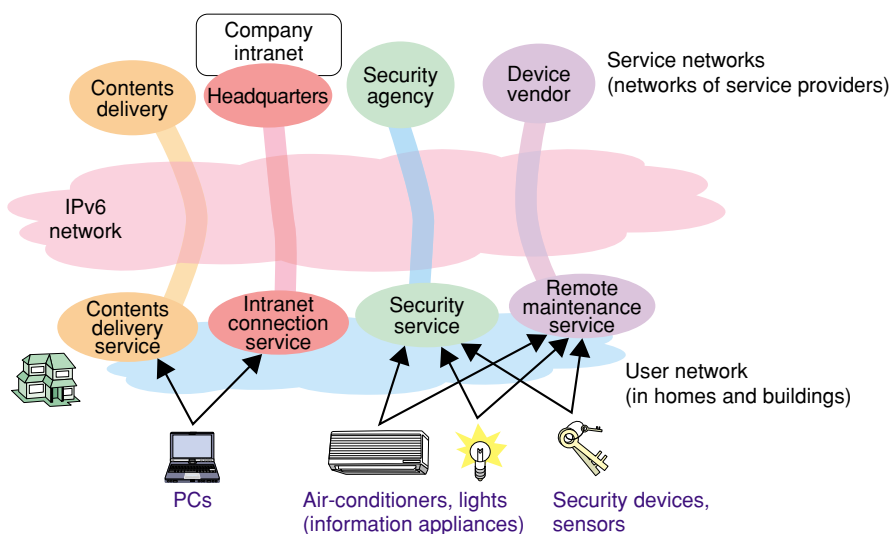 Company
intranet
Contents
delivery
Headquarters
Security
agency
Device
vendor
Service networks
(networks of service providers)
IPv6
network
Contents
delivery
service
Intranet
connection
service
Security
service
Remote
maintenance
service
User network
(in homes and buildings)
PCs
Air-conditioners, lights
(information appliances)
Security devices,
sensors